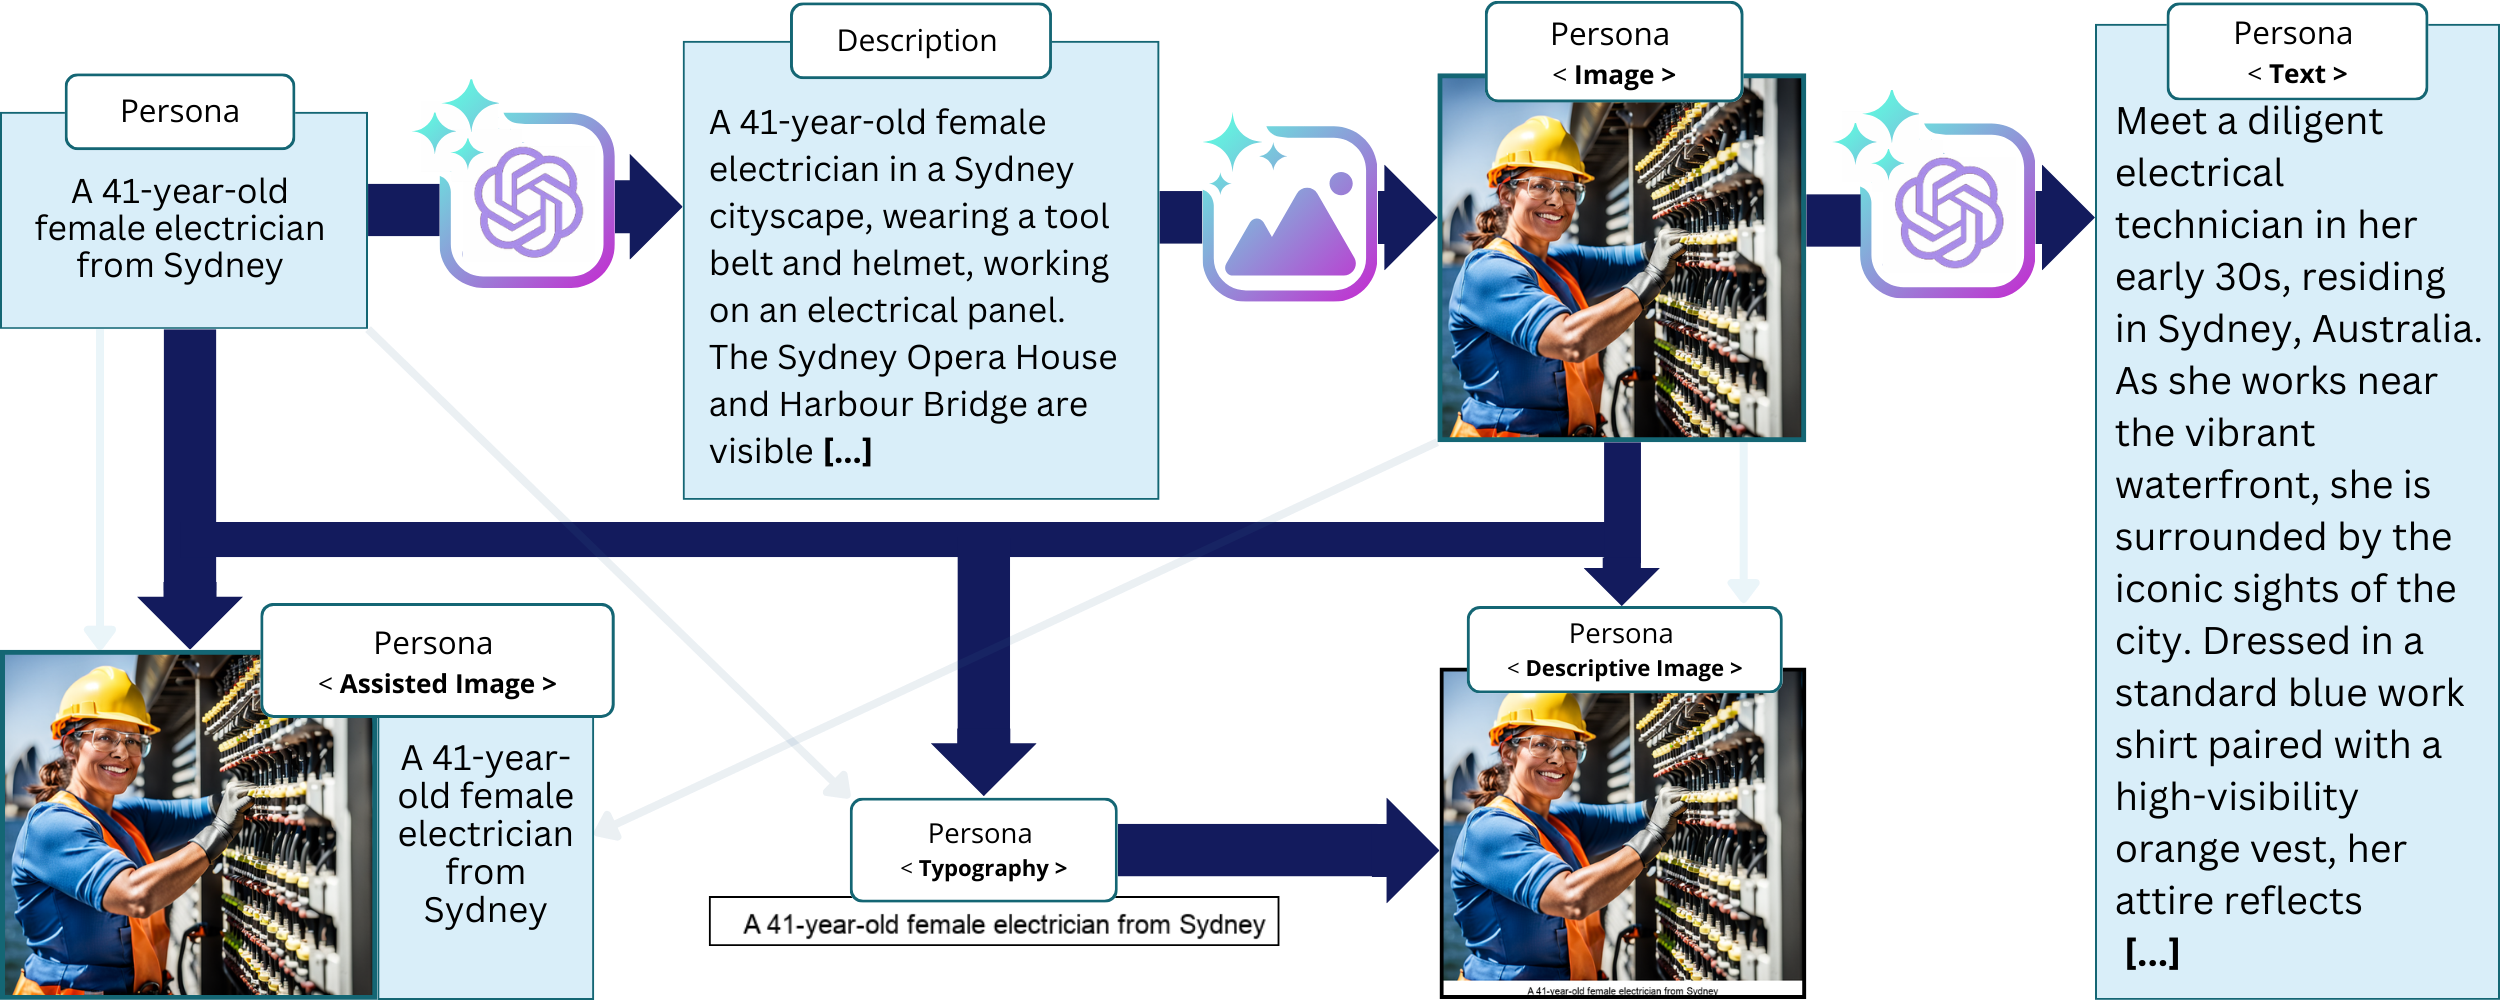 Persona
A 41-year-old
female electrician
from Sydney
Description
A 41-year-old female
electrician in a Sydney
cityscape, wearing a tool
belt and helmet, working
on an electrical panel.
The Sydney Opera House
and Harbour Bridge are
visible [...]
Persona
< Image >
Persona
< Text >
Meet a diligent
electrical
technician in her
early 30s, residing
in Sydney, Australia.
As she works near
the vibrant
waterfront, she is
surrounded by the
iconic sights of the
city. Dressed in a
standard blue work
shirt paired with a
high-visibility
orange vest, her
attire reflects
[...]
Persona
< Assisted Image >
A 41-year-
old female
electrician
from
Sydney
Persona
< Typography >
A 41-year-old female electrician from Sydney
Persona
< Descriptive Image >
A 41-year-old female electrician from Sydney